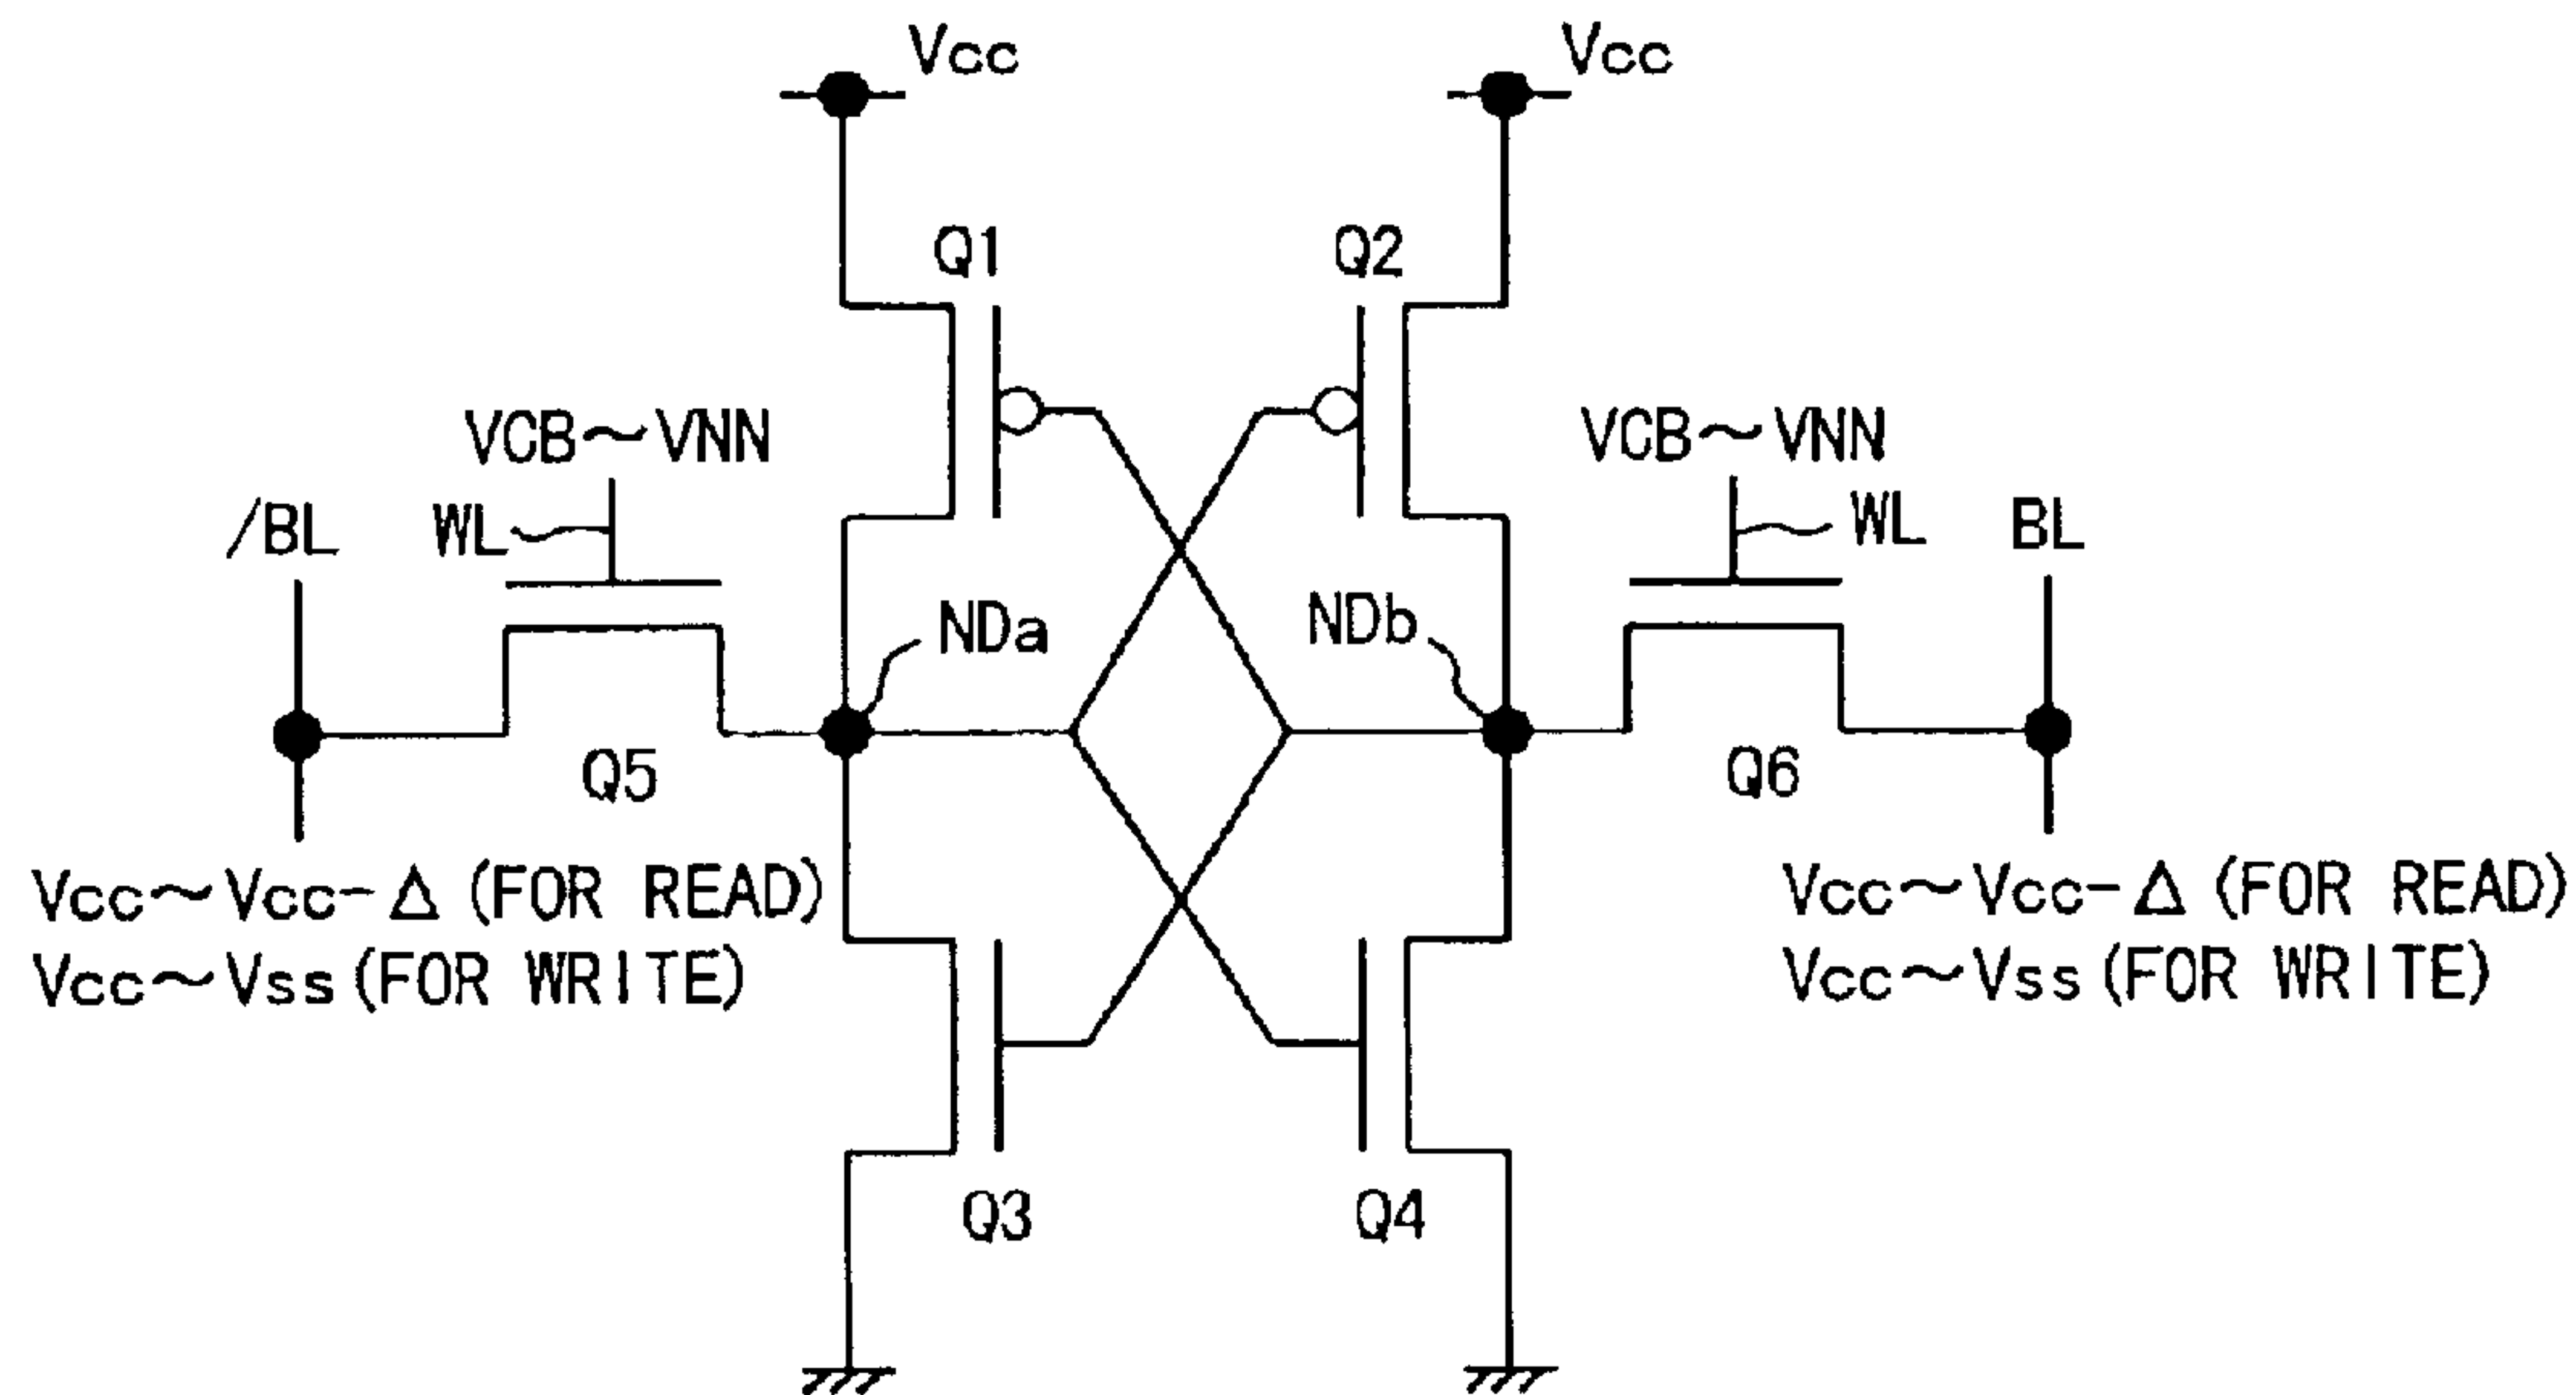 Vcc
Vcc
Q1
Q2
VCB~VNN
VCB~VNN
/BL
WL
WL
BL
NDa
NDb
Q5
Q6
Vcc~Vcc-Δ (FOR READ)
Vcc~Vss (FOR WRITE)
Vcc~Vcc-Δ (FOR READ)
Vcc~Vss (FOR WRITE)
Q3
Q4